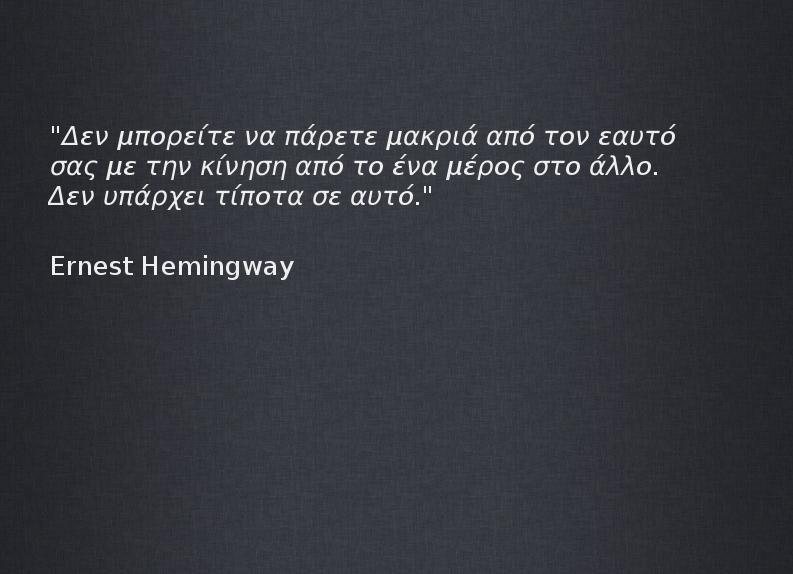 "Δεν μπορείτε να πάρετε μακριά από τον εαυτό
σας με την κίνηση από το ένα μέρος στο άλλο.
Δεν υπάρχει τίποτα σε αυτό."
Ernest Hemingway